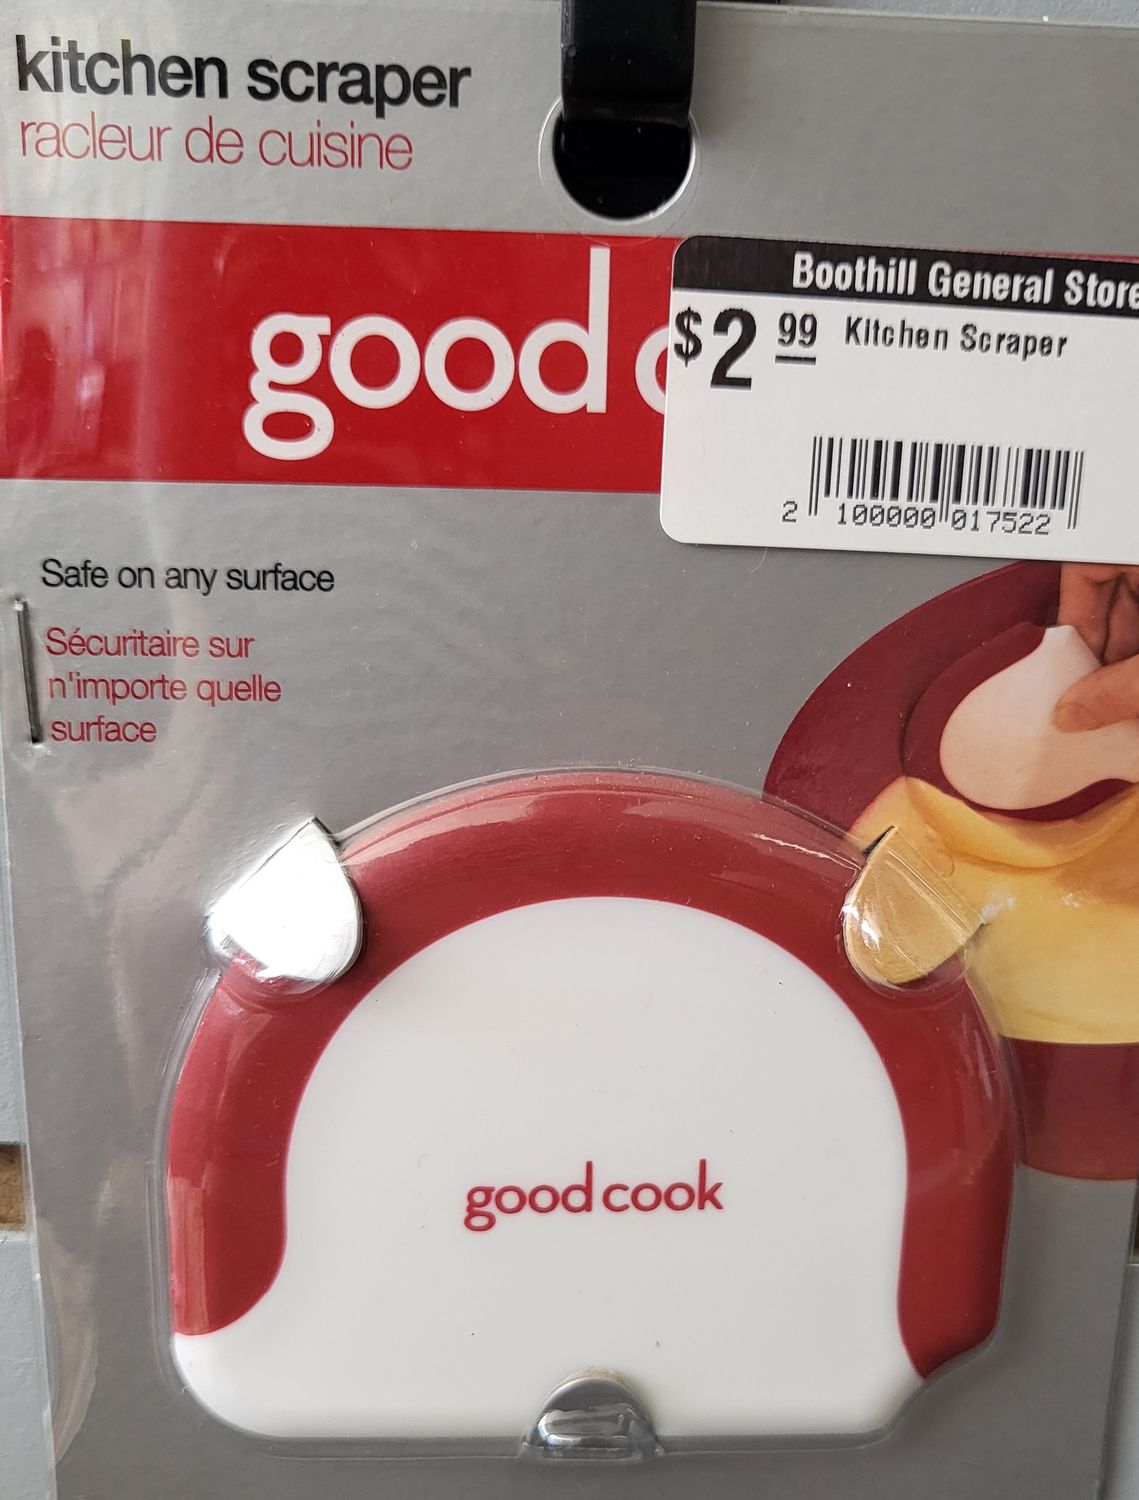 kitchen scraper
racleur de cuisine
good c
Boothill General Store
$2 99 Kitchen Scraper
2 100000 017522
Safe on any surface
Sécuritaire sur
n'importe quelle
surface
good cook